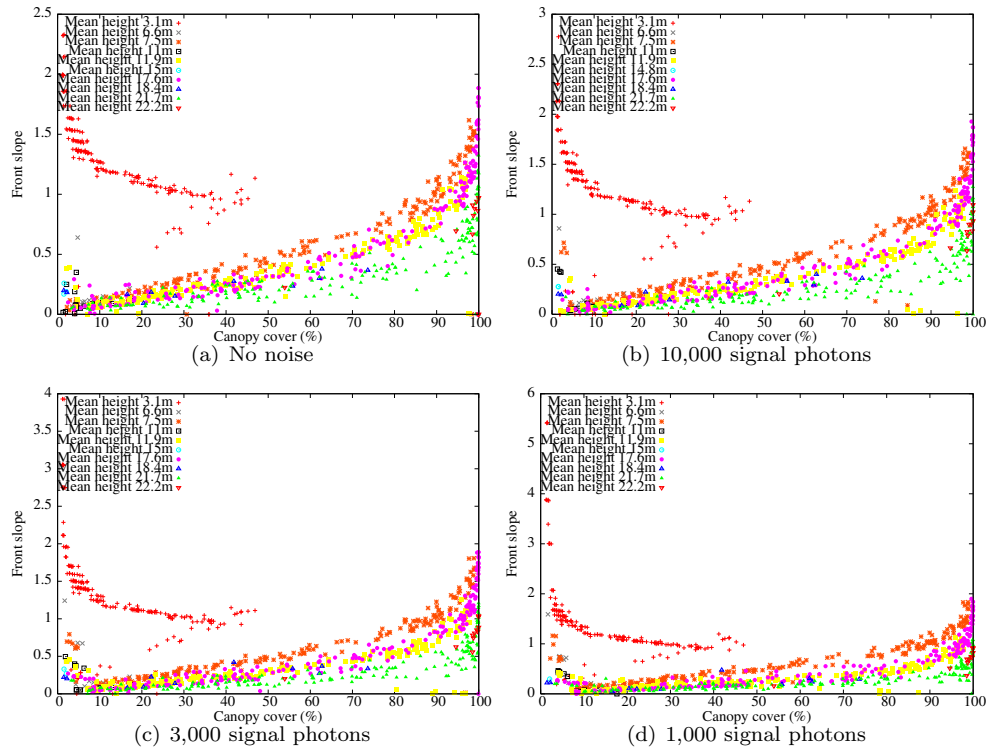 3
2.5
2
1.5
1
0.5
0
Front slope
Mean height 3.1m
Mean height 6.6m
Mean height 7.5m
Mean height 11m
Mean height 11.9m
Mean height 15m
Mean height 17.6m
Mean height 18.4m
Mean height 21.7m
Mean height 22.2m
0 10 20 30 40 50 60 70 80 90 100
Canopy cover (%)
(a) No noise
3
2.5
2
1.5
1
0.5
0
Front slope
Mean height 3.1m
Mean height 6.6m
Mean height 7.5m
Mean height 11m
Mean height 11.9m
Mean height 14.8m
Mean height 17.6m
Mean height 18.4m
Mean height 21.7m
Mean height 22.2m
0 10 20 30 40 50 60 70 80 90 100
Canopy cover (%)
(b) 10,000 signal photons
4
3.5
3
2.5
2
1.5
1
0.5
0
Front slope
Mean height 3.1m
Mean height 6.6m
Mean height 7.5m
Mean height 11m
Mean height 11.9m
Mean height 15m
Mean height 17.6m
Mean height 18.4m
Mean height 21.7m
Mean height 22.2m
0 10 20 30 40 50 60 70 80 90 100
Canopy cover (%)
(c) 3,000 signal photons
6
5
4
3
2
1
0
Front slope
Mean height 3.1m
Mean height 6.6m
Mean height 7.5m
Mean height 11m
Mean height 11.9m
Mean height 15m
Mean height 17.6m
Mean height 18.4m
Mean height 21.7m
Mean height 22.2m
0 10 20 30 40 50 60 70 80 90 100
Canopy cover (%)
(d) 1,000 signal photons